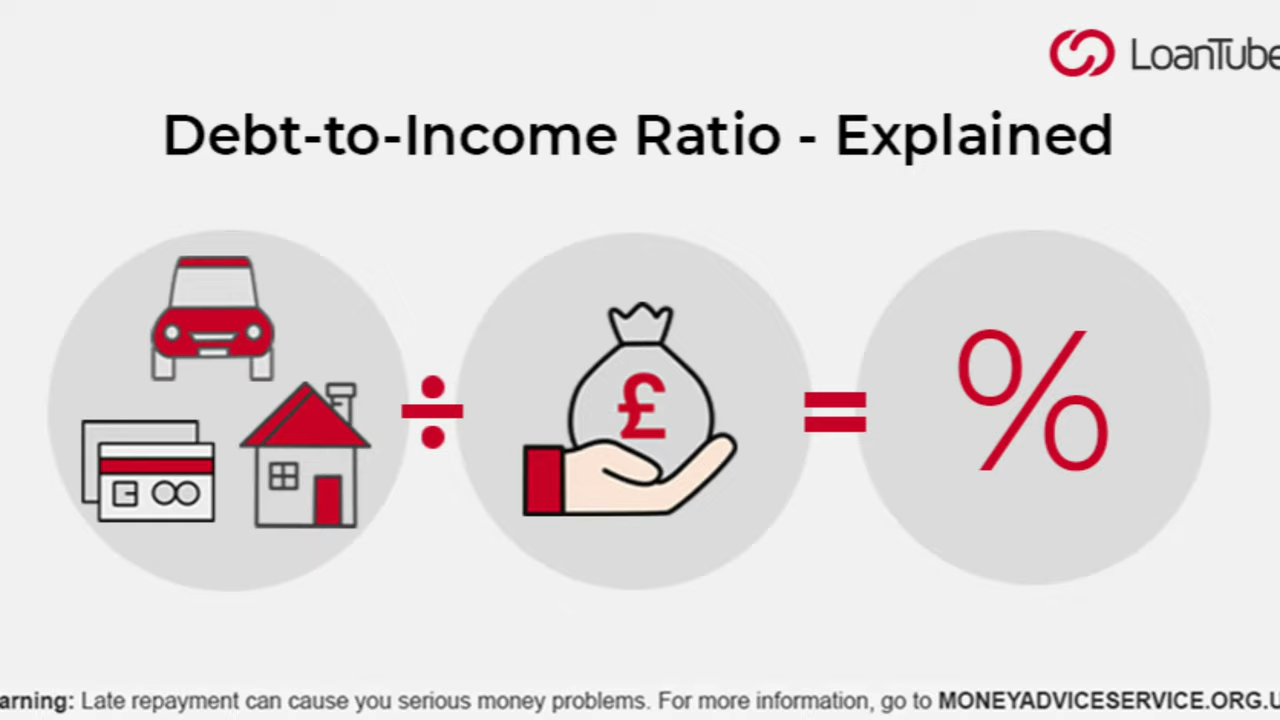 LoanTube
Debt-to-Income Ratio - Explained
÷ £ = %
arning: Late repayment can cause you serious money problems. For more information, go to MONEYADVICESERVICE.ORG.U